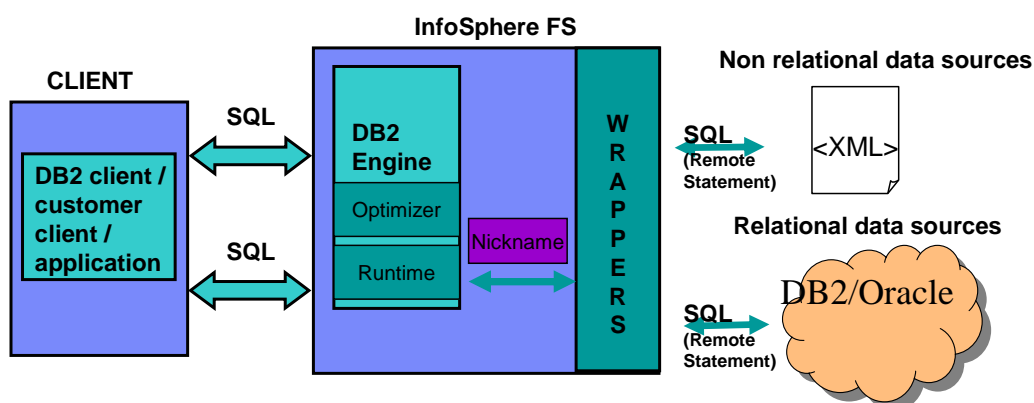 InfoSphere FS
CLIENT
SQL
DB2 client /
customer
client /
application
SQL
DB2
Engine
Optimizer
Runtime
Nickname
W
R
A
P
P
E
R
S
Non relational data sources
SQL
(Remote
Statement)
<XML>
Relational data sources
SQL
(Remote
Statement)
DB2/Oracle